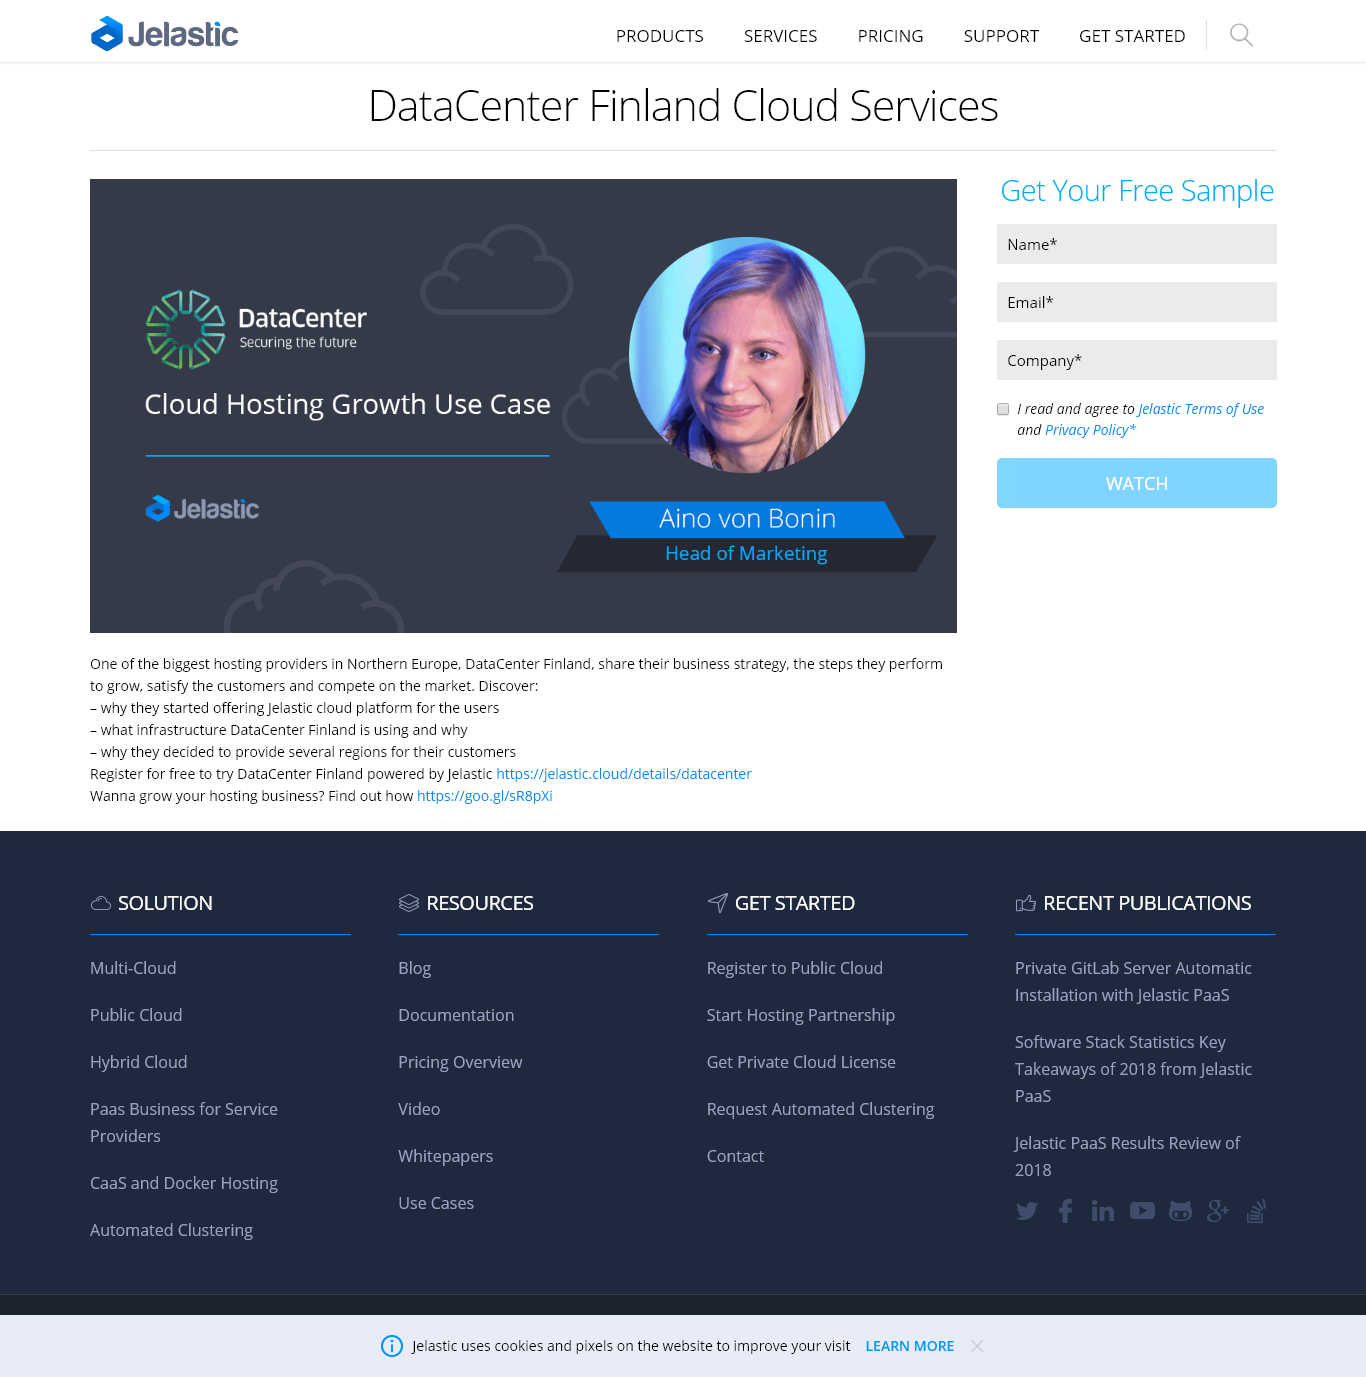 Jelastic
PRODUCTS
SERVICES
PRICING
SUPPORT
GET STARTED
DataCenter Finland Cloud Services
DataCenter
Securing the future
Cloud Hosting Growth Use Case
Jelastic
Aino von Bonin
Head of Marketing
Get Your Free Sample
Name*
Email*
Company*
I read and agree to Jelastic Terms of Use
and Privacy Policy*
WATCH
One of the biggest hosting providers in Northern Europe, DataCenter Finland, share their business strategy, the steps they perform
to grow, satisfy the customers and compete on the market. Discover:
– why they started offering Jelastic cloud platform for the users
– what infrastructure DataCenter Finland is using and why
– why they decided to provide several regions for their customers
Register for free to try DataCenter Finland powered by Jelastic https://jelastic.cloud/details/datacenter
Wanna grow your hosting business? Find out how https://goo.gl/sR8pXi
SOLUTION
Multi-Cloud
Public Cloud
Hybrid Cloud
Paas Business for Service
Providers
CaaS and Docker Hosting
Automated Clustering
RESOURCES
Blog
Documentation
Pricing Overview
Video
Whitepapers
Use Cases
GET STARTED
Register to Public Cloud
Start Hosting Partnership
Get Private Cloud License
Request Automated Clustering
Contact
RECENT PUBLICATIONS
Private GitLab Server Automatic
Installation with Jelastic PaaS
Software Stack Statistics Key
Takeaways of 2018 from Jelastic
PaaS
Jelastic PaaS Results Review of
2018
Jelastic uses cookies and pixels on the website to improve your visit LEARN MORE